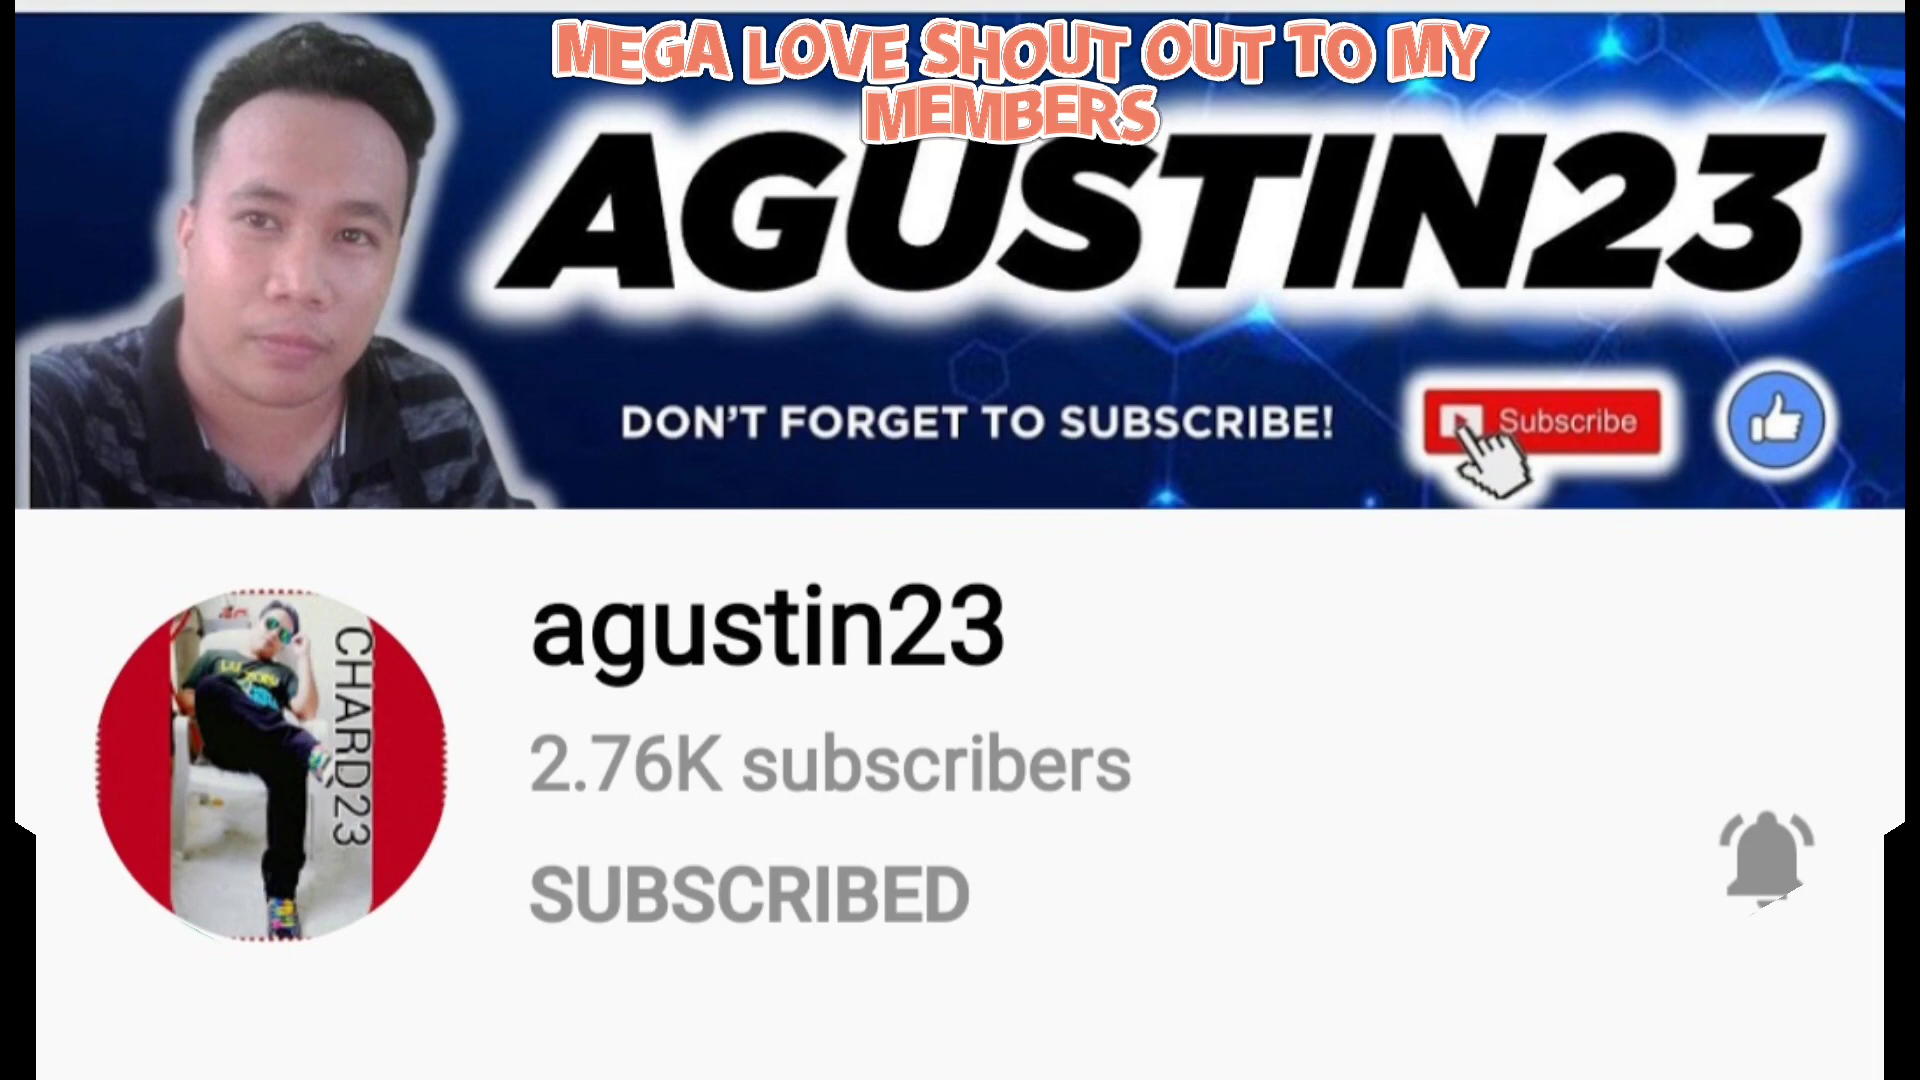 MEGA LOVE SHOUT OUT TO MY
MEMBERS
AGUSTIN23
DON'T FORGET TO SUBSCRIBE!
Subscribe
agustin23
2.76K subscribers
SUBSCRIBED
CHARD23